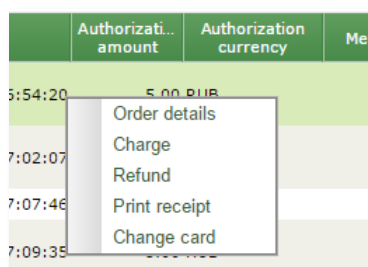 Authorizati... Authorization Me
amount currency
5:54:20 5.00 RUB
Order details
Charge
7:02:07
Refund
7:07:46 Print receipt
Change card
7:09:35